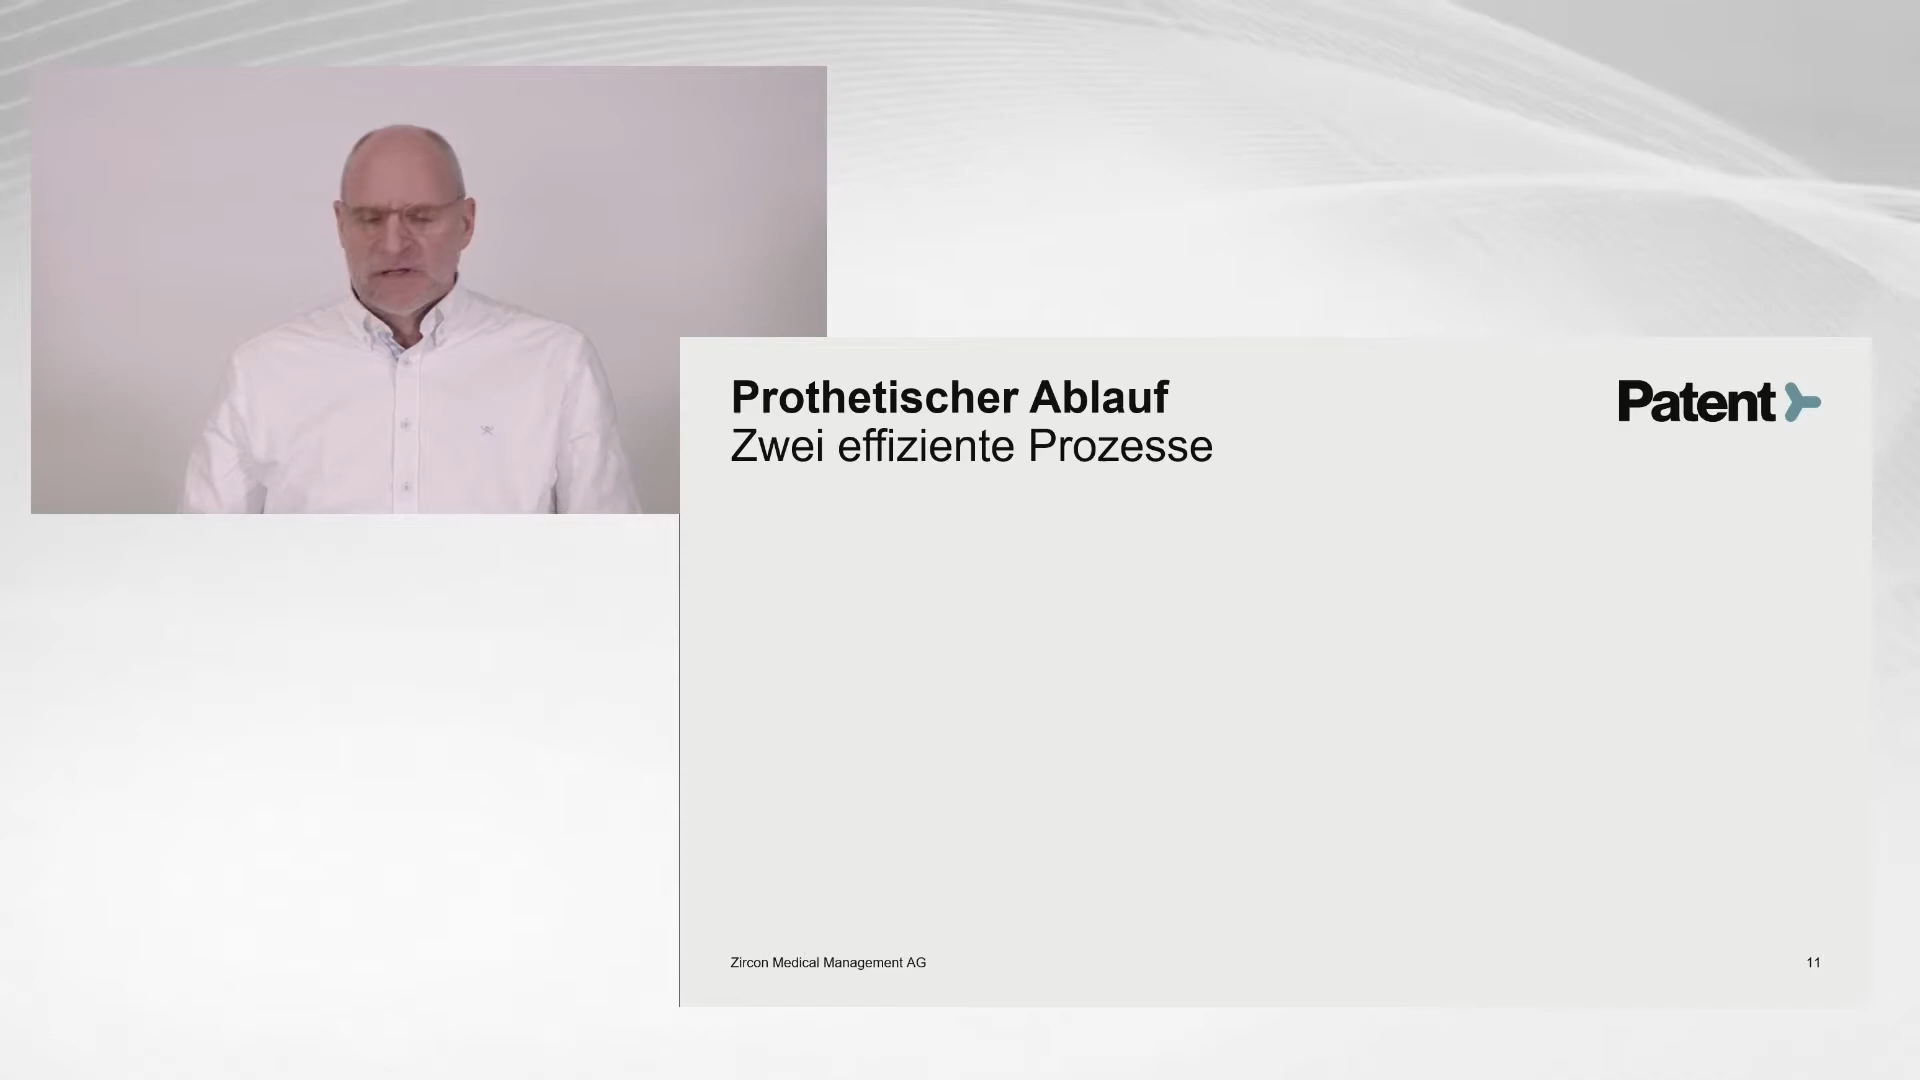 Prothetischer Ablauf
Zwei effiziente Prozesse
Patent
Zircon Medical Management AG
11